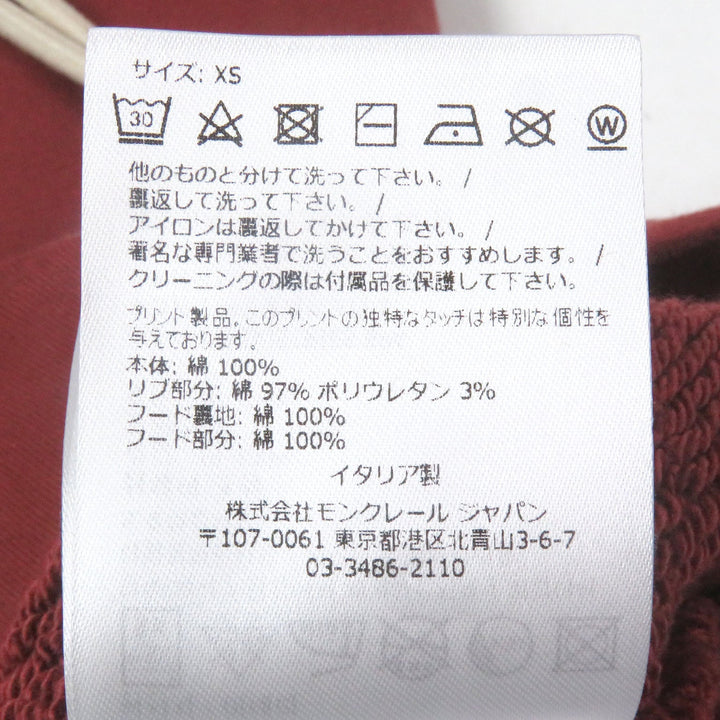 サイズ: XS
30
W
他のものと分けて洗って下さい。 /
裏返して洗って下さい。 /
アイロンは裏返してかけて下さい。 /
著名な専門業者で洗うことをおすすめします。 /
クリーニングの際は付属品を保護して下さい。
プリント製品。このプリントの独特なタッチは特別な個性を
与えております。
本体: 綿 100%
リブ部分: 綿 97% ポリウレタン 3%
フード裏地: 綿 100%
フード部分: 綿 100%
イタリア製
株式会社モンクレール ジャパン
〒107-0061 東京都港区北青山3-6-7
03-3486-2110